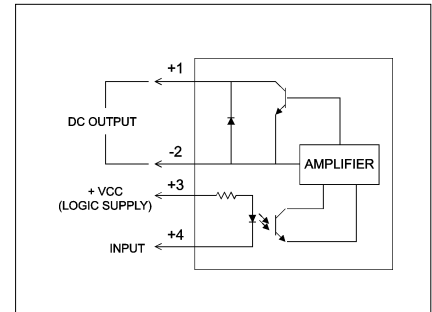 +1
DC OUTPUT
-2
AMPLIFIER
+ VCC
(LOGIC SUPPLY)
+3
+4
INPUT